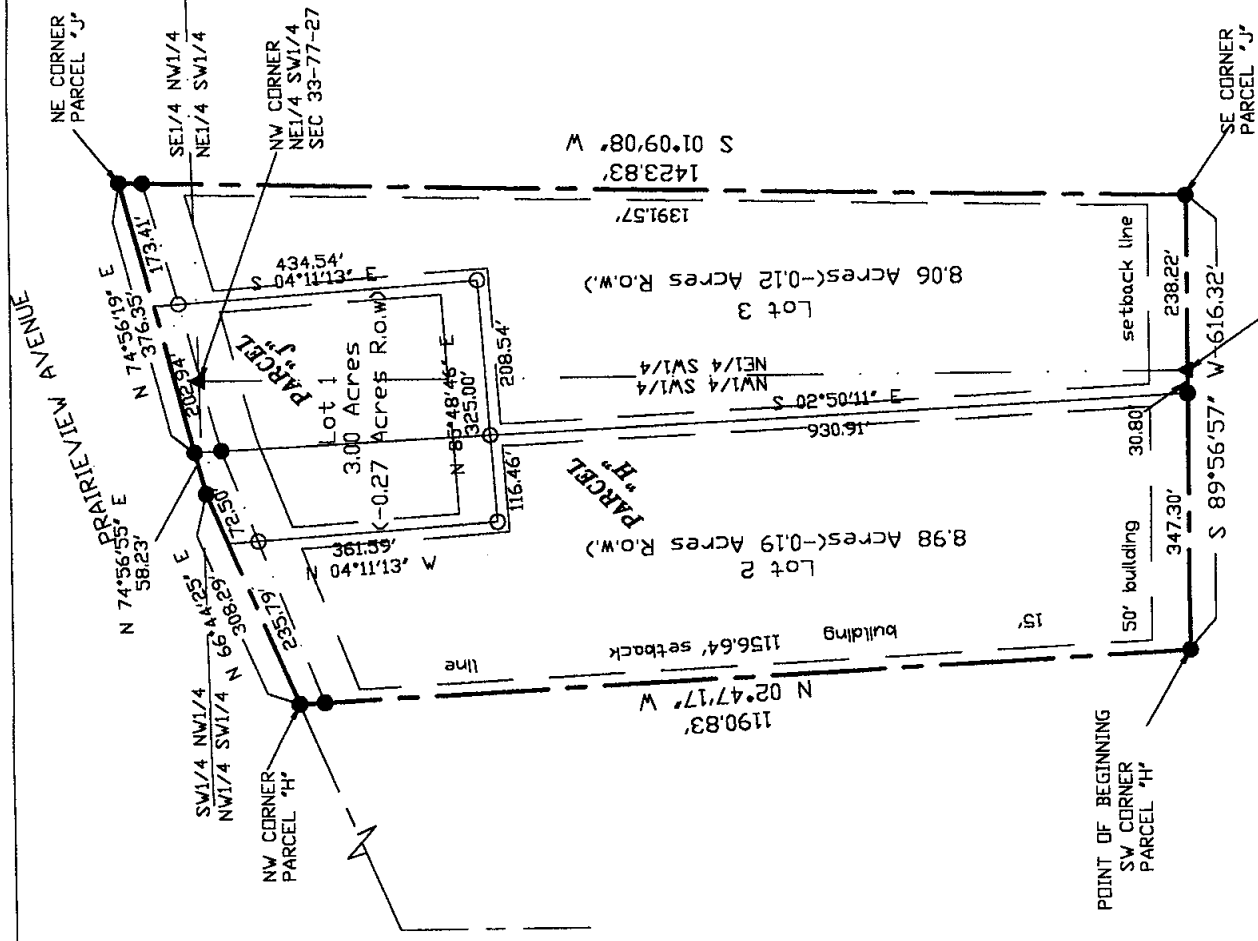 PRAIRIEVIEW AVENUE
NE CORNER
PARCEL "J"
SE1/4 NW1/4
NE1/4 SW1/4
NW CORNER
NE1/4 SW1/4
SEC 33-77-27
N 74°56'19" E
376.35'
173.41'
202.94'
N 74°56'55" E
58.23'
N 66°44'25" E
308.29'
72.50'
235.79'
SW1/4 NW1/4
NW1/4 SW1/4
NW CORNER
PARCEL "H"
434.54'
S 04°11'13" E
PARCEL
"J"
Lot 1
3.00 Acres
(-0.27 Acres R.o.w)
N 85°48'46" E
325.00'
208.54'
116.46'
361.59'
N 04°11'13" W
S 01°09'08" W
1423.83'
1391.57'
Lot 3
8.06 Acres(-0.12 Acres R.o.w.)
NW1/4 SW1/4
NE1/4 SW1/4
S 02°50'11" E
930.91'
PARCEL
"H"
Lot 2
8.98 Acres(-0.19 Acres R.o.w.)
15' building
1156.64' setback
line
N 02°47'17" W
1190.83'
50' building
setback line
30.80'
347.30'
238.22'
S 89°56'57" W-616.32'
POINT OF BEGINNING
SW CORNER
PARCEL "H"
SE CORNER
PARCEL "J"